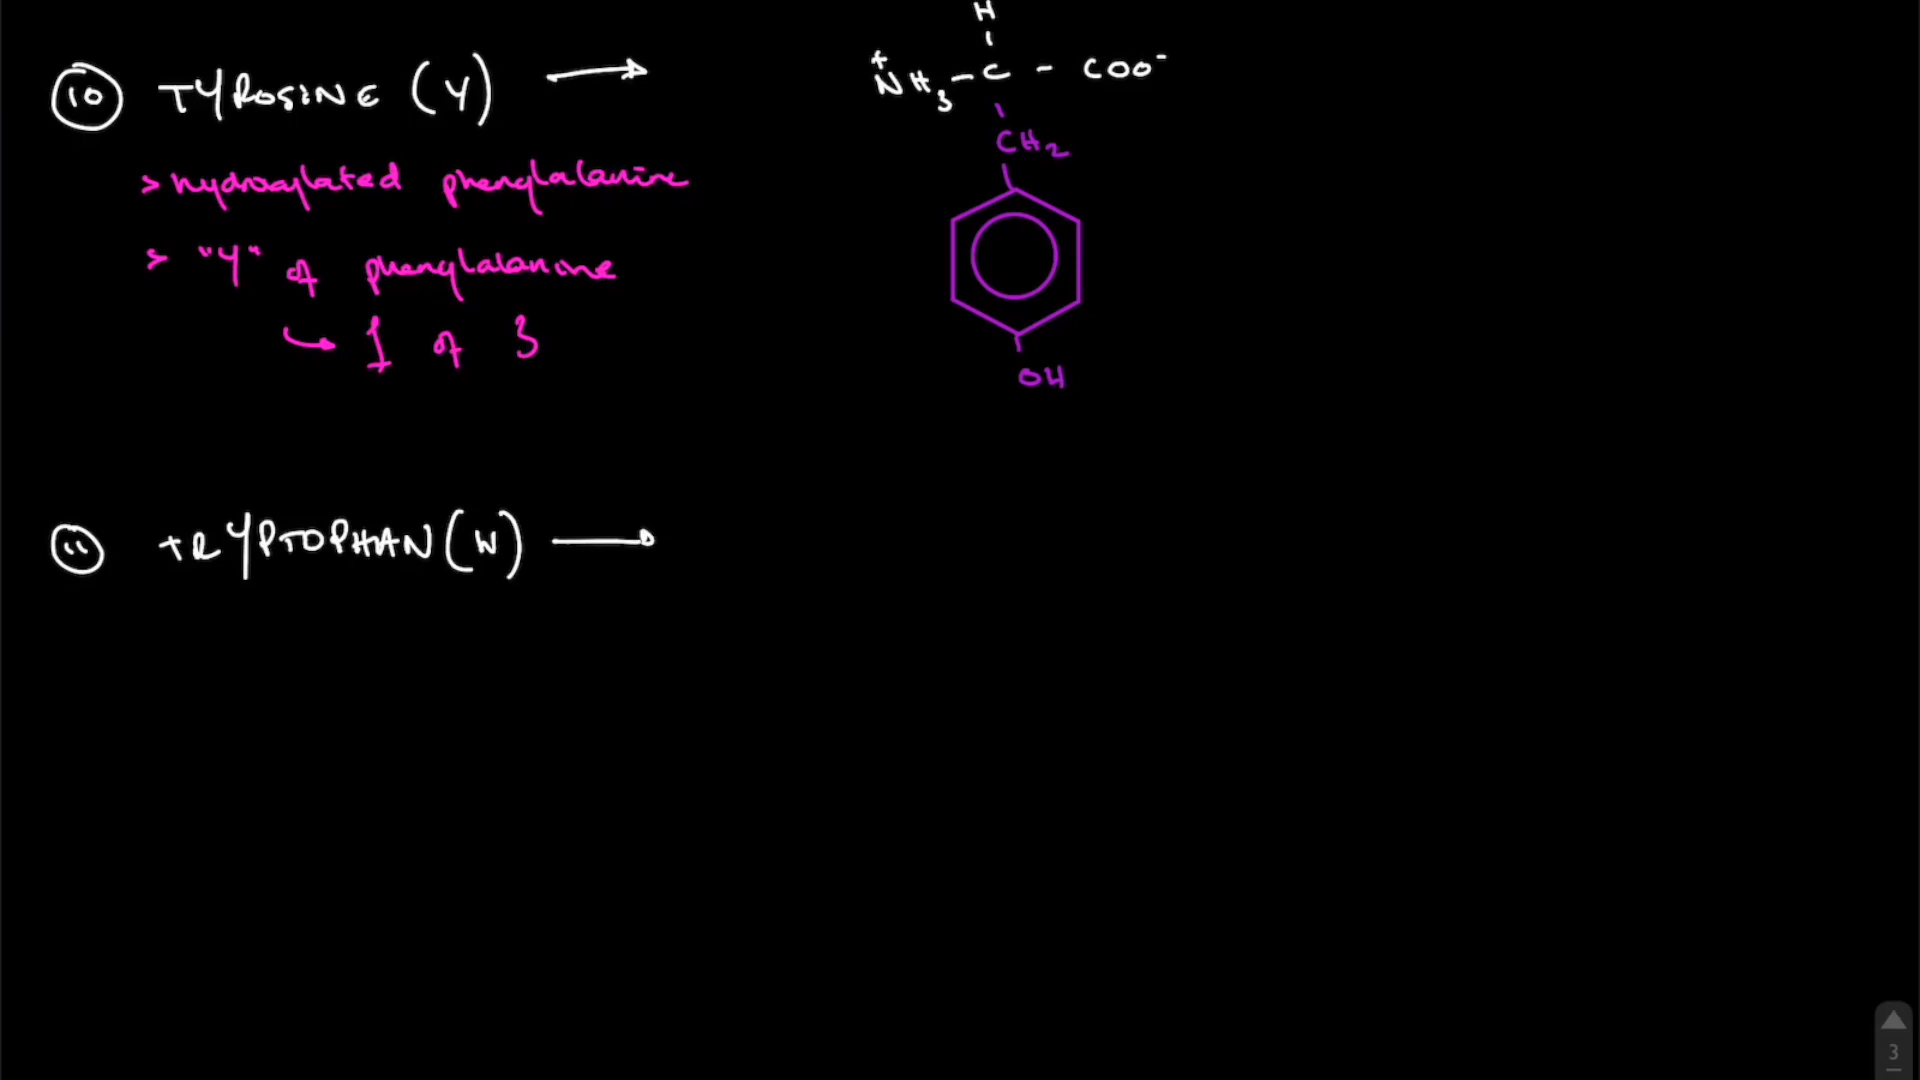 H
10 TYROSINE (Y) → +NH3 - C - COO-
CH2
> hydroxylated phenylalanine
> "Y" of phenylalanine
↳ 1 of 3
OH
11 TRYPTOPHAN (W) →
3